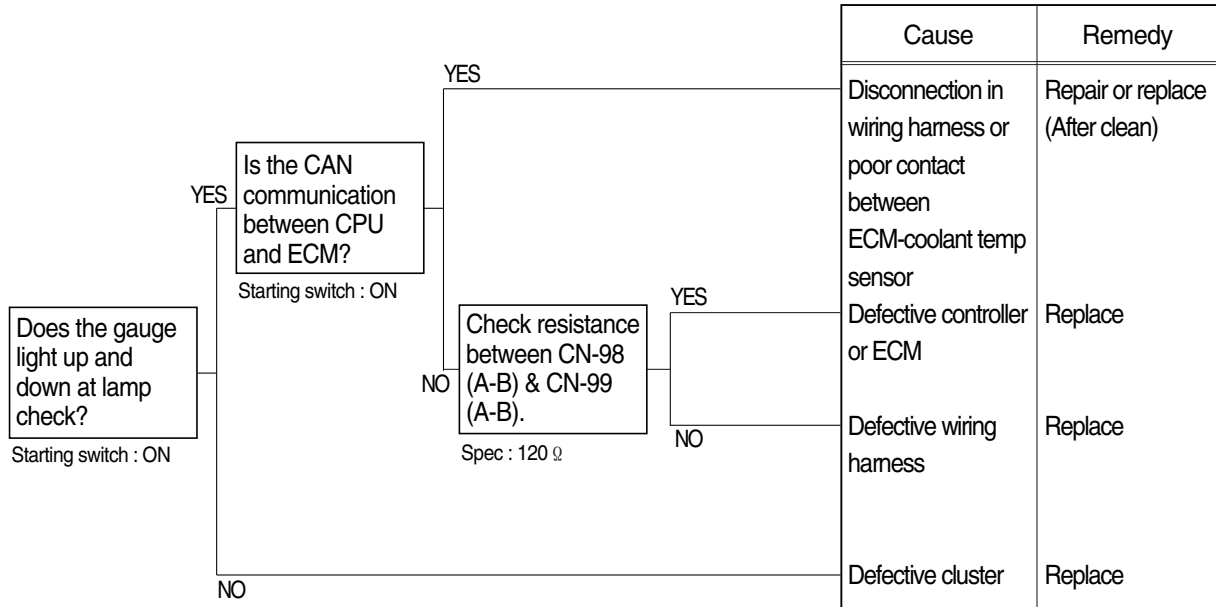 Cause
Remedy
YES
Disconnection in
wiring harness or
poor contact
between
ECM-coolant temp
sensor
Repair or replace
(After clean)
YES
Is the CAN
communication
between CPU
and ECM?
Starting switch : ON
Does the gauge
light up and
down at lamp
check?
Starting switch : ON
NO
Check resistance
between CN-98
(A-B) & CN-99
(A-B).
Spec : 120 Ω
YES
Defective controller
or ECM
Replace
NO
Defective wiring
harness
Replace
NO
Defective cluster
Replace